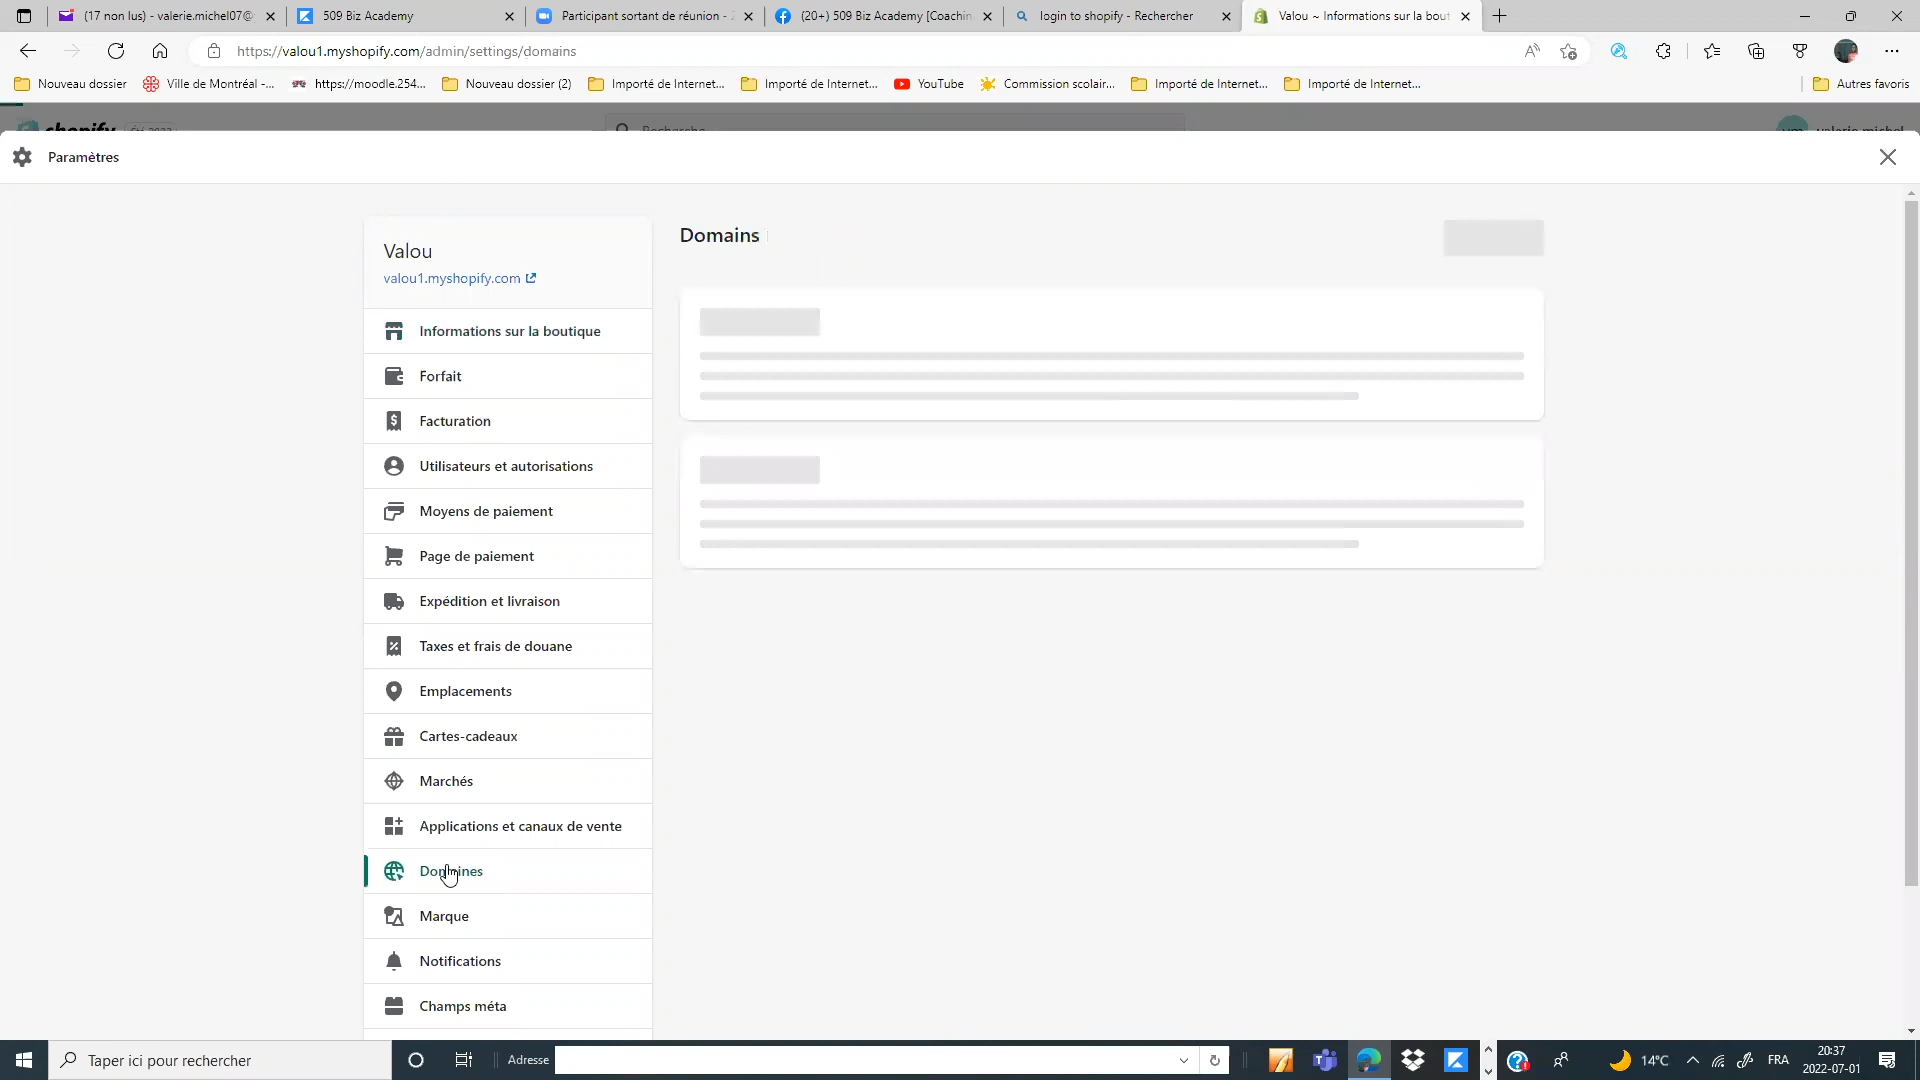 (17 non lus) - valerie.michel07@
509 Biz Academy
Participant sortant de réunion -
(20+) 509 Biz Academy [Coachin
login to shopify - Rechercher
Valou ~ Informations sur la bout
https://valou1.myshopify.com/admin/settings/domains
Nouveau dossier
Ville de Montréal -...
https://moodle.254...
Nouveau dossier (2)
Importé de Internet...
Importé de Internet...
YouTube
Commission scolair...
Importé de Internet...
Importé de Internet...
Autres favoris
shopify
Recherche
valerie michel
Paramètres
Valou
valou1.myshopify.com
Domains
Informations sur la boutique
Forfait
Facturation
Utilisateurs et autorisations
Moyens de paiement
Page de paiement
Expédition et livraison
Taxes et frais de douane
Emplacements
Cartes-cadeaux
Marchés
Applications et canaux de vente
Domaines
Marque
Notifications
Champs méta
Taper ici pour rechercher
Adresse
14°C
FRA
20:37
2022-07-01